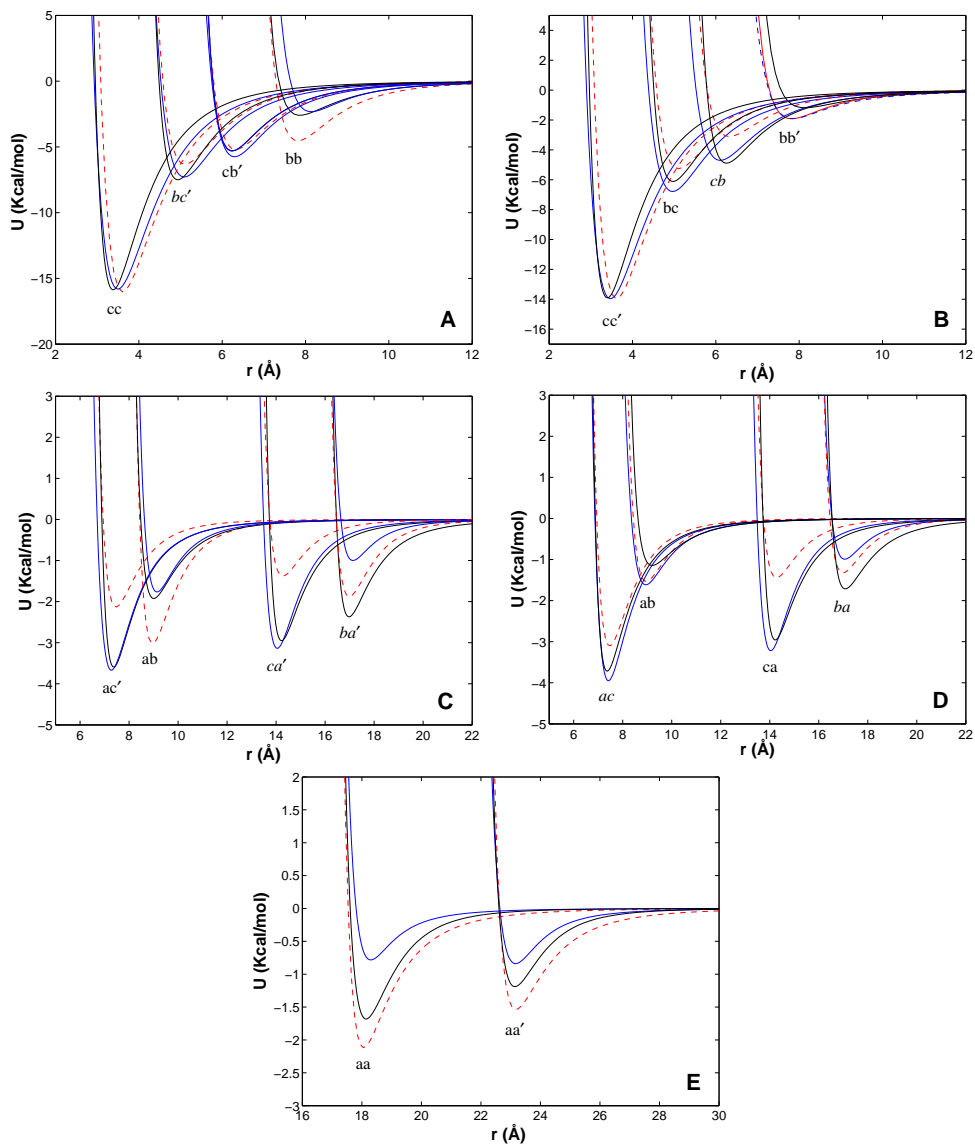 5
0
−5
−10
−15
−20
2 4 6 8 10 12
U (Kcal/mol)
r (Å)
cc
bc′
cb′
bb
A
4
2
0
−2
−4
−6
−8
−10
−12
−14
−16
2 4 6 8 10 12
U (Kcal/mol)
r (Å)
cc′
bc
cb
bb′
B
3
2
1
0
−1
−2
−3
−4
−5
6 8 10 12 14 16 18 20 22
U (Kcal/mol)
r (Å)
ac′
ab
ca′
ba′
C
3
2
1
0
−1
−2
−3
−4
−5
6 8 10 12 14 16 18 20 22
U (Kcal/mol)
r (Å)
ac
ab
ca
ba
D
2
1.5
1
0.5
0
−0.5
−1
−1.5
−2
−2.5
−3
16 18 20 22 24 26 28 30
U (Kcal/mol)
r (Å)
aa
aa′
E